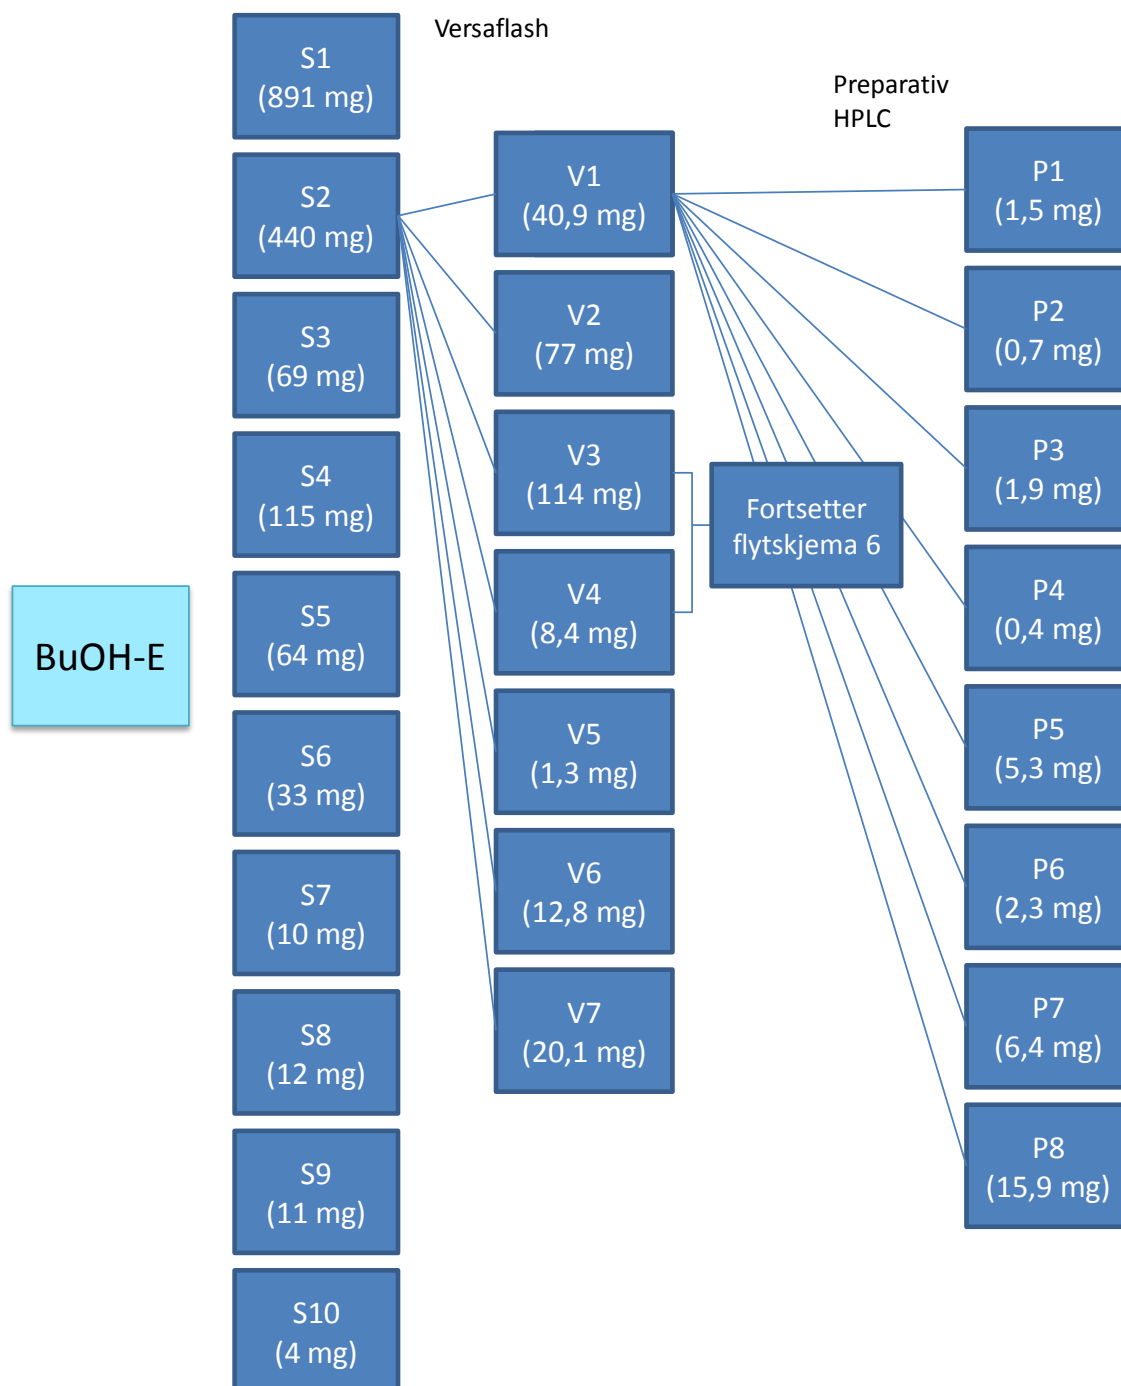 Versaflash
Preparativ
HPLC
BuOH-E
S1
(891 mg)
S2
(440 mg)
S3
(69 mg)
S4
(115 mg)
S5
(64 mg)
S6
(33 mg)
S7
(10 mg)
S8
(12 mg)
S9
(11 mg)
S10
(4 mg)
V1
(40,9 mg)
V2
(77 mg)
V3
(114 mg)
V4
(8,4 mg)
V5
(1,3 mg)
V6
(12,8 mg)
V7
(20,1 mg)
Fortsetter
flytskjema 6
P1
(1,5 mg)
P2
(0,7 mg)
P3
(1,9 mg)
P4
(0,4 mg)
P5
(5,3 mg)
P6
(2,3 mg)
P7
(6,4 mg)
P8
(15,9 mg)